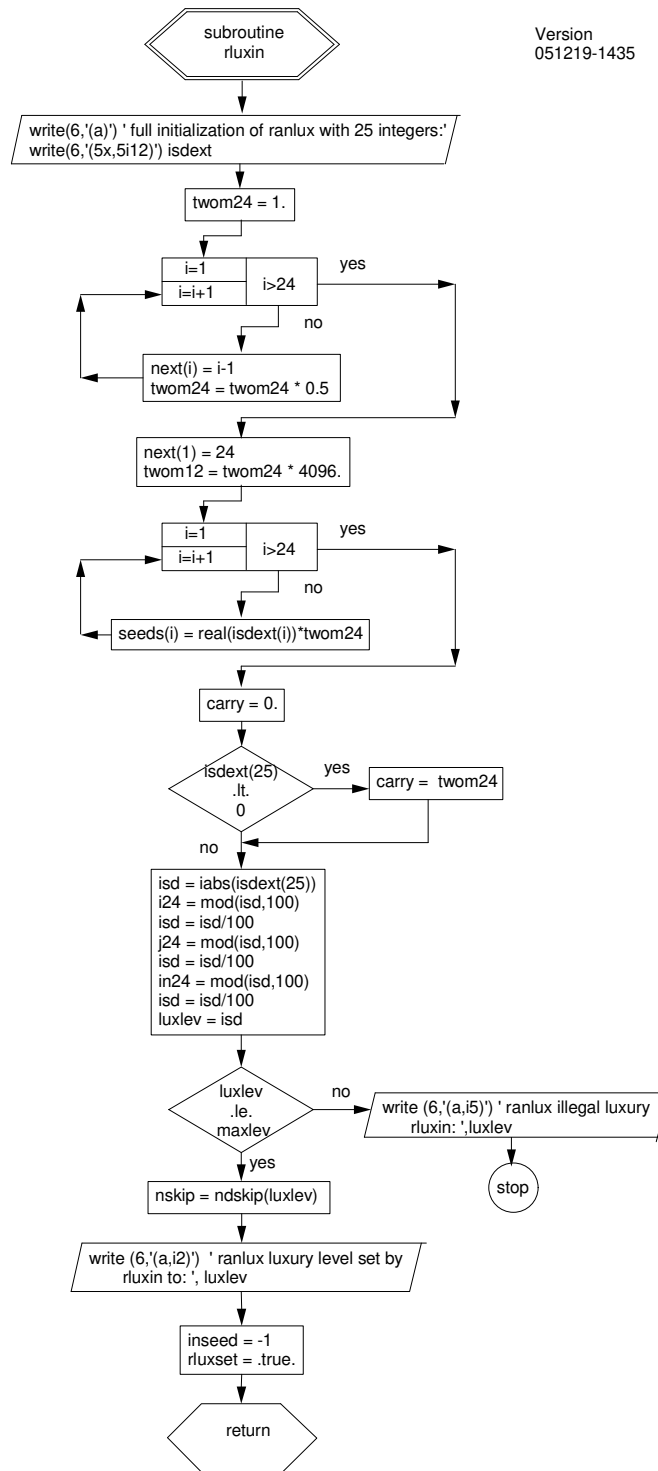 subroutine
rluxin
Version
051219-1435
write(6,'(a)') ' full initialization of ranlux with 25 integers:'
write(6,'(5x,5i12)') isdext
twom24 = 1.
i=1
i=i+1
i>24
yes
no
next(i) = i-1
twom24 = twom24 * 0.5
next(1) = 24
twom12 = twom24 * 4096.
i=1
i=i+1
i>24
yes
no
seeds(i) = real(isdext(i))*twom24
carry = 0.
isdext(25)
.lt.
0
yes
carry = twom24
no
isd = iabs(isdext(25))
i24 = mod(isd,100)
isd = isd/100
j24 = mod(isd,100)
isd = isd/100
in24 = mod(isd,100)
isd = isd/100
luxlev = isd
luxlev
.le.
maxlev
no
write (6,'(a,i5)') ' ranlux illegal luxury
rluxin: ',luxlev
yes
stop
nskip = ndskip(luxlev)
write (6,'(a,i2)') ' ranlux luxury level set by
rluxin to: ', luxlev
inseed = -1
rluxset = .true.
return